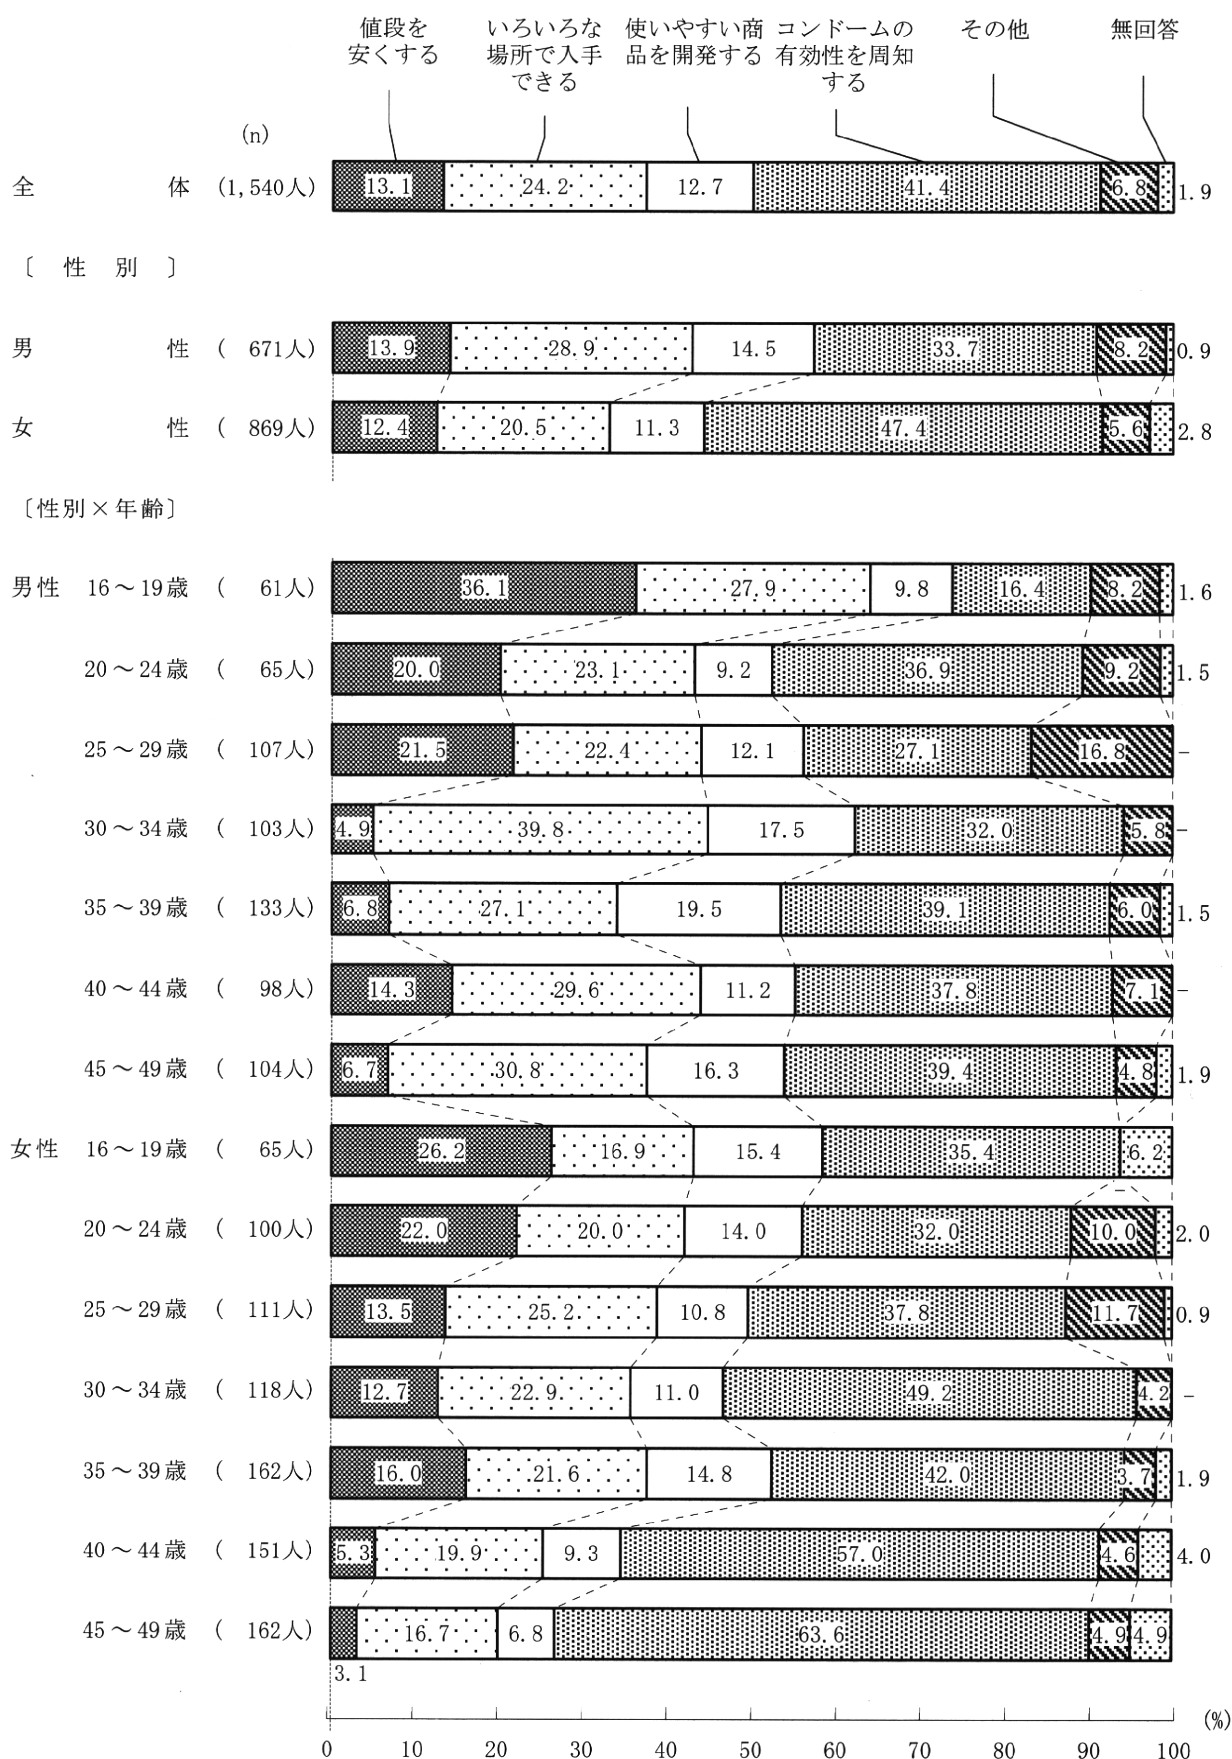 値段を
安くする
いろいろな
場所で入手
できる
使いやすい商
品を開発する
コンドームの
有効性を周知
する
その他
無回答
(n)
全　　体 (1,540人) 13.1 24.2 12.7 41.4 6.8 1.9
〔 性 別 〕
男　　性 ( 671人) 13.9 28.9 14.5 33.7 8.2 0.9
女　　性 ( 869人) 12.4 20.5 11.3 47.4 5.6 2.8
〔性別×年齢〕
男性 16～19歳 ( 61人) 36.1 27.9 9.8 16.4 8.2 1.6
20～24歳 ( 65人) 20.0 23.1 9.2 36.9 9.2 1.5
25～29歳 ( 107人) 21.5 22.4 12.1 27.1 16.8 -
30～34歳 ( 103人) 4.9 39.8 17.5 32.0 5.8 -
35～39歳 ( 133人) 6.8 27.1 19.5 39.1 6.0 1.5
40～44歳 ( 98人) 14.3 29.6 11.2 37.8 7.1 -
45～49歳 ( 104人) 6.7 30.8 16.3 39.4 4.8 1.9
女性 16～19歳 ( 65人) 26.2 16.9 15.4 35.4 6.2
-
20～24歳 ( 100人) 22.0 20.0 14.0 32.0 10.0 2.0
25～29歳 ( 111人) 13.5 25.2 10.8 37.8 11.7 0.9
30～34歳 ( 118人) 12.7 22.9 11.0 49.2 4.2 -
35～39歳 ( 162人) 16.0 21.6 14.8 42.0 3.7 1.9
40～44歳 ( 151人) 5.3 19.9 9.3 57.0 4.6 4.0
45～49歳 ( 162人) 16.7 6.8 63.6 4.9 4.9
3.1
0 10 20 30 40 50 60 70 80 90 100 (%)